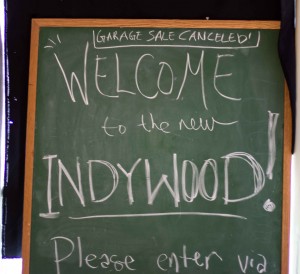 GARAGE SALE CANCELED!
WELCOME
to the new
INDYWOOD!
Please enter via